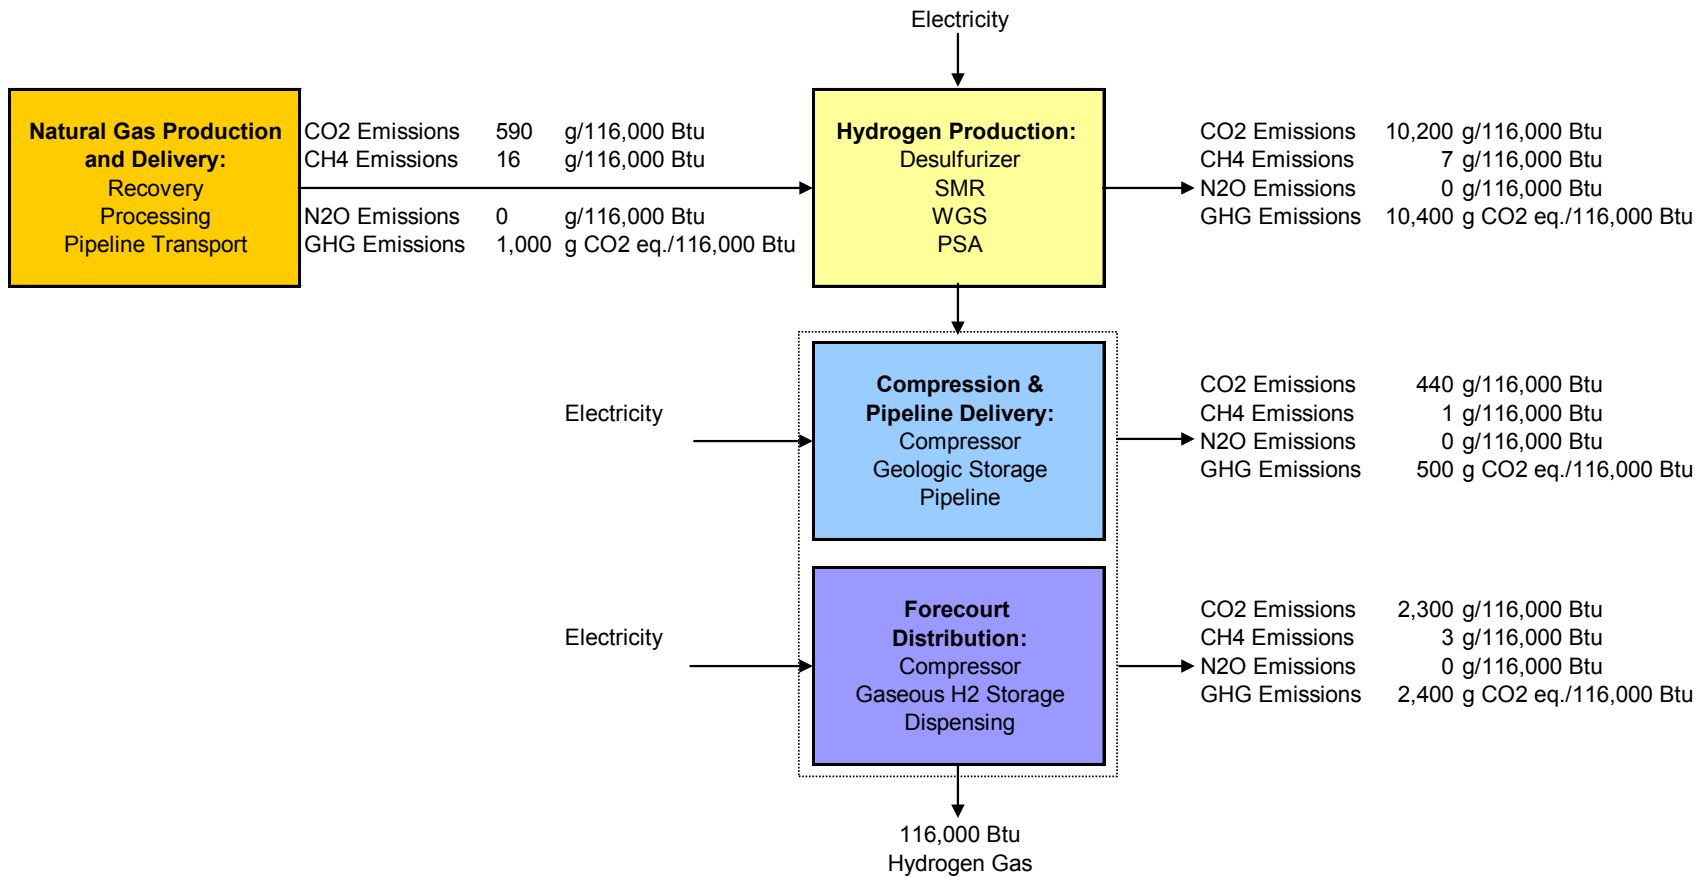 Electricity
Natural Gas Production
and Delivery:
Recovery
Processing
Pipeline Transport
CO2 Emissions 590 g/116,000 Btu
CH4 Emissions 16 g/116,000 Btu
N2O Emissions 0 g/116,000 Btu
GHG Emissions 1,000 g CO2 eq./116,000 Btu
Hydrogen Production:
Desulfurizer
SMR
WGS
PSA
CO2 Emissions 10,200 g/116,000 Btu
CH4 Emissions 7 g/116,000 Btu
N2O Emissions 0 g/116,000 Btu
GHG Emissions 10,400 g CO2 eq./116,000 Btu
Electricity
Compression &
Pipeline Delivery:
Compressor
Geologic Storage
Pipeline
CO2 Emissions 440 g/116,000 Btu
CH4 Emissions 1 g/116,000 Btu
N2O Emissions 0 g/116,000 Btu
GHG Emissions 500 g CO2 eq./116,000 Btu
Electricity
Forecourt
Distribution:
Compressor
Gaseous H2 Storage
Dispensing
CO2 Emissions 2,300 g/116,000 Btu
CH4 Emissions 3 g/116,000 Btu
N2O Emissions 0 g/116,000 Btu
GHG Emissions 2,400 g CO2 eq./116,000 Btu
116,000 Btu
Hydrogen Gas